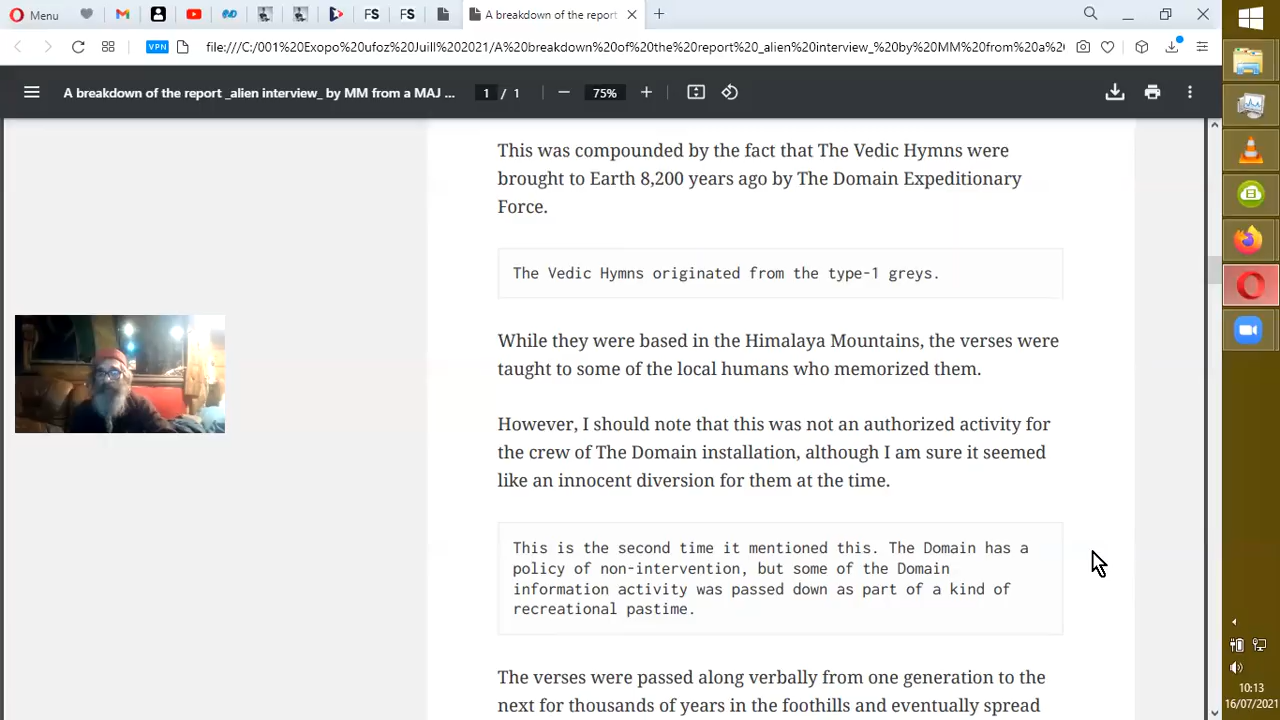 Menu
FS
FS
A breakdown of the report
VPN
file:///C:/001%20Exopo%20ufoz%20Juill%202021/A%20breakdown%20of%20the%20report%20_alien%20interview_%20by%20MM%20from%20a%2(
A breakdown of the report _alien interview_ by MM from a MAJ ...
1 / 1
75%
This was compounded by the fact that The Vedic Hymns were
brought to Earth 8,200 years ago by The Domain Expeditionary
Force.
The Vedic Hymns originated from the type-1 greys.
While they were based in the Himalaya Mountains, the verses were
taught to some of the local humans who memorized them.
However, I should note that this was not an authorized activity for
the crew of The Domain installation, although I am sure it seemed
like an innocent diversion for them at the time.
This is the second time it mentioned this. The Domain has a
policy of non-intervention, but some of the Domain
information activity was passed down as part of a kind of
recreational pastime.
The verses were passed along verbally from one generation to the
next for thousands of years in the foothills and eventually spread
10:13
16/07/2021